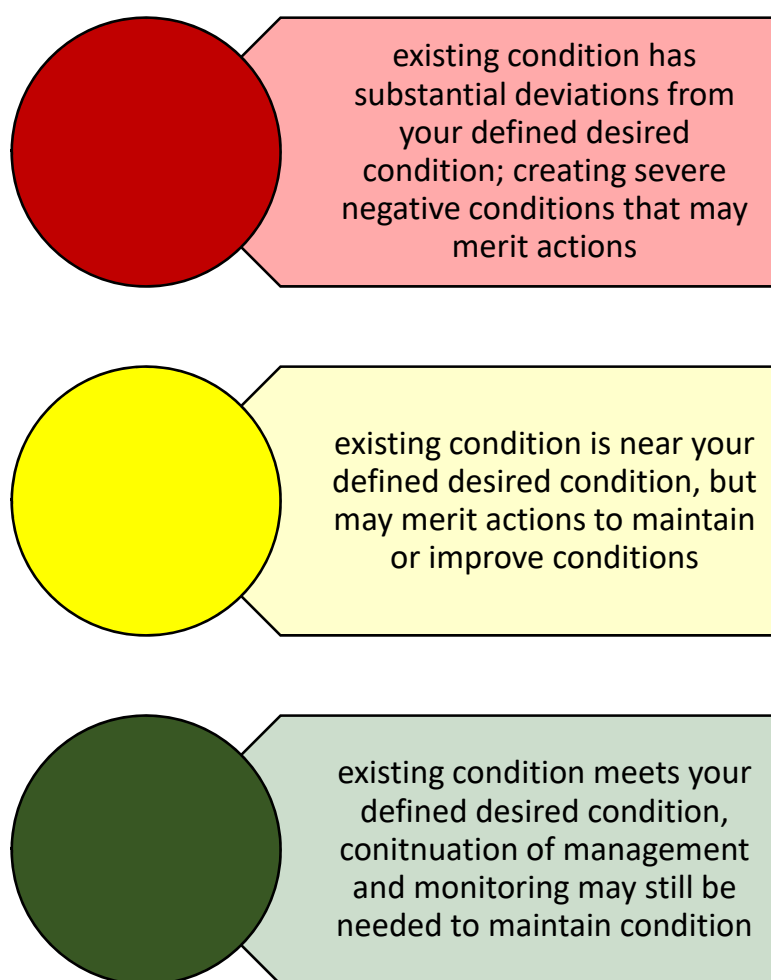 existing condition has
substantial deviations from
your defined desired
condition; creating severe
negative conditions that may
merit actions
existing condition is near your
defined desired condition, but
may merit actions to maintain
or improve conditions
existing condition meets your
defined desired condition,
conitnuation of management
and monitoring may still be
needed to maintain condition